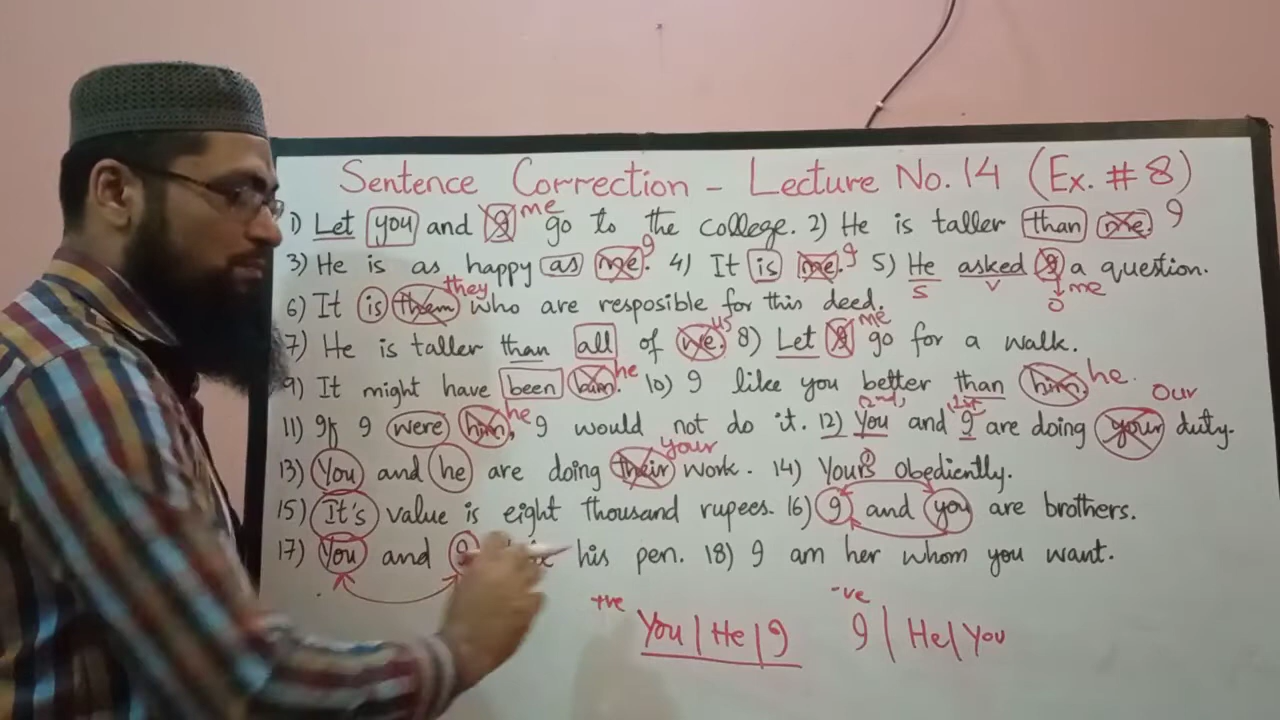 Sentence Correction - Lecture No. 14 (Ex. # 8)
1) Let you and I me go to the college. 2) He is taller than me. I
3) He is as happy as me. I 4) It is me. I 5) He asked I a question.
S V O me
6) It is them they who are resposible for this deed.
7) He is taller than all of we. us 8) Let I me go for a walk.
9) It might have been him. he 10) I like you better than him. he.
2nd 1st Our
11) If I were him, he I would not do it. 12) You and I are doing your duty.
13) You and he are doing their your work. 14) Your's obediently.
15) It's value is eight thousand rupees. 16) I and you are brothers.
17) You and I his pen. 18) I am her whom you want.
+ve You | He | I -ve I | He | You